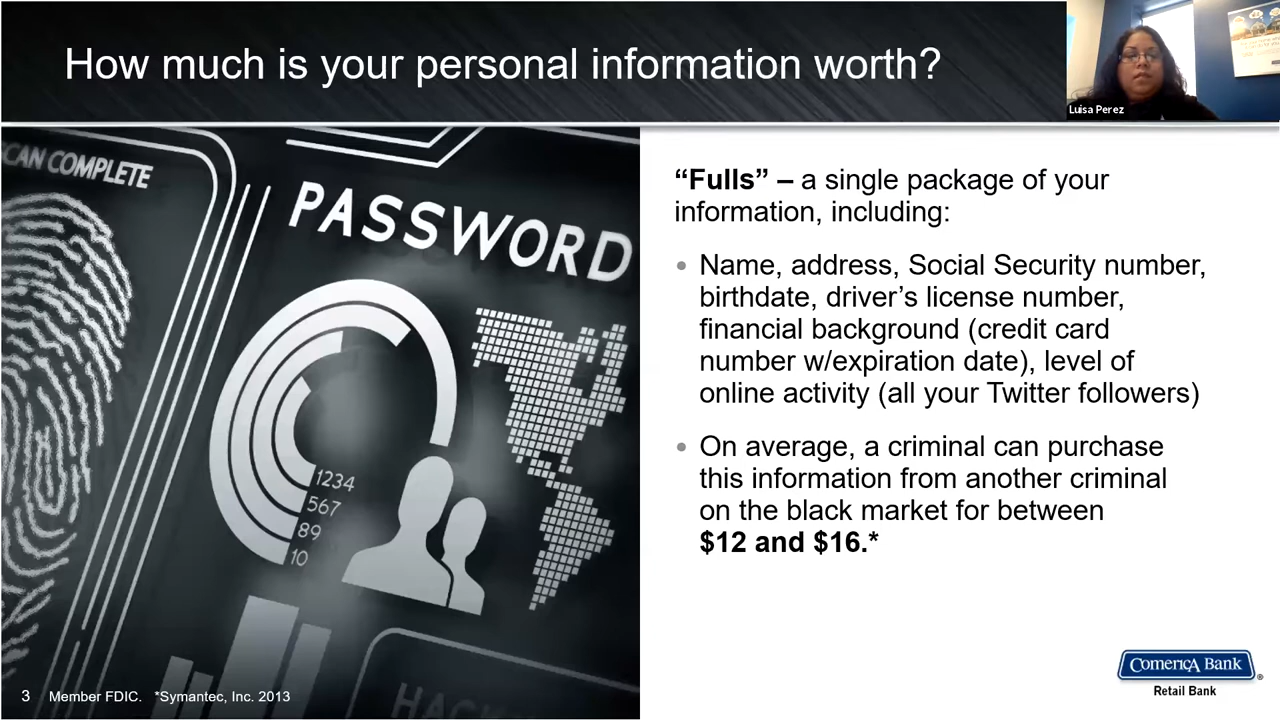 How much is your personal information worth?
Luisa Perez
SCAN COMPLETE
PASSWORD
1234
567
89
10
HACK
“Fulls” – a single package of your
information, including:
• Name, address, Social Security number,
birthdate, driver’s license number,
financial background (credit card
number w/expiration date), level of
online activity (all your Twitter followers)
• On average, a criminal can purchase
this information from another criminal
on the black market for between
$12 and $16.*
3 Member FDIC. *Symantec, Inc. 2013
Comerica Bank®
Retail Bank